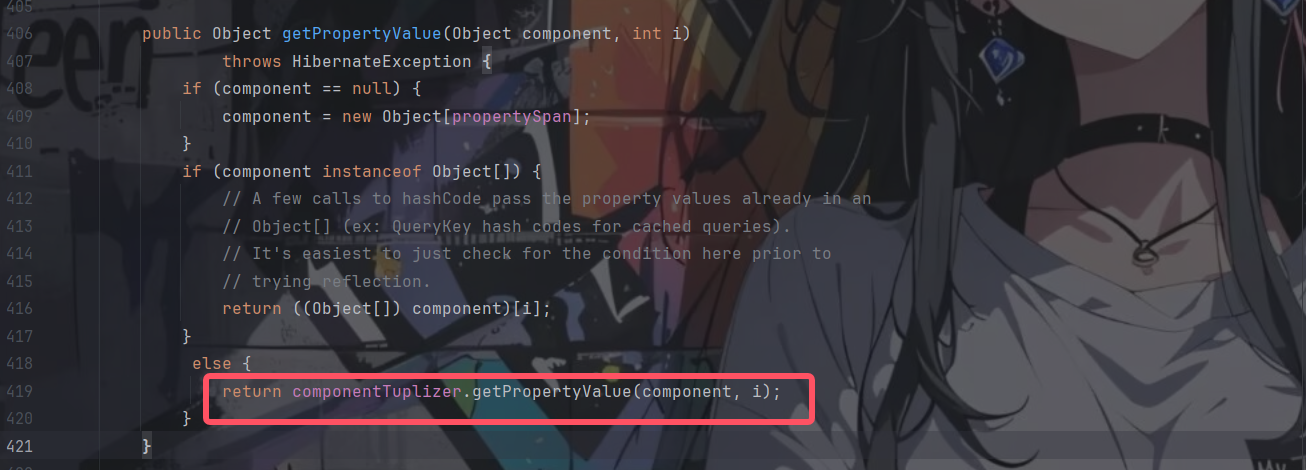 405
406 public Object getPropertyValue(Object component, int i)
407 throws HibernateException {
408 if (component == null) {
409 component = new Object[propertySpan];
410 }
411 if (component instanceof Object[]) {
412 // A few calls to hashCode pass the property values already in an
413 // Object[] (ex: QueryKey hash codes for cached queries).
414 // It's easiest to just check for the condition here prior to
415 // trying reflection.
416 return ((Object[]) component)[i];
417 }
418 else {
419 return componentTuplizer.getPropertyValue(component, i);
420 }
421 }